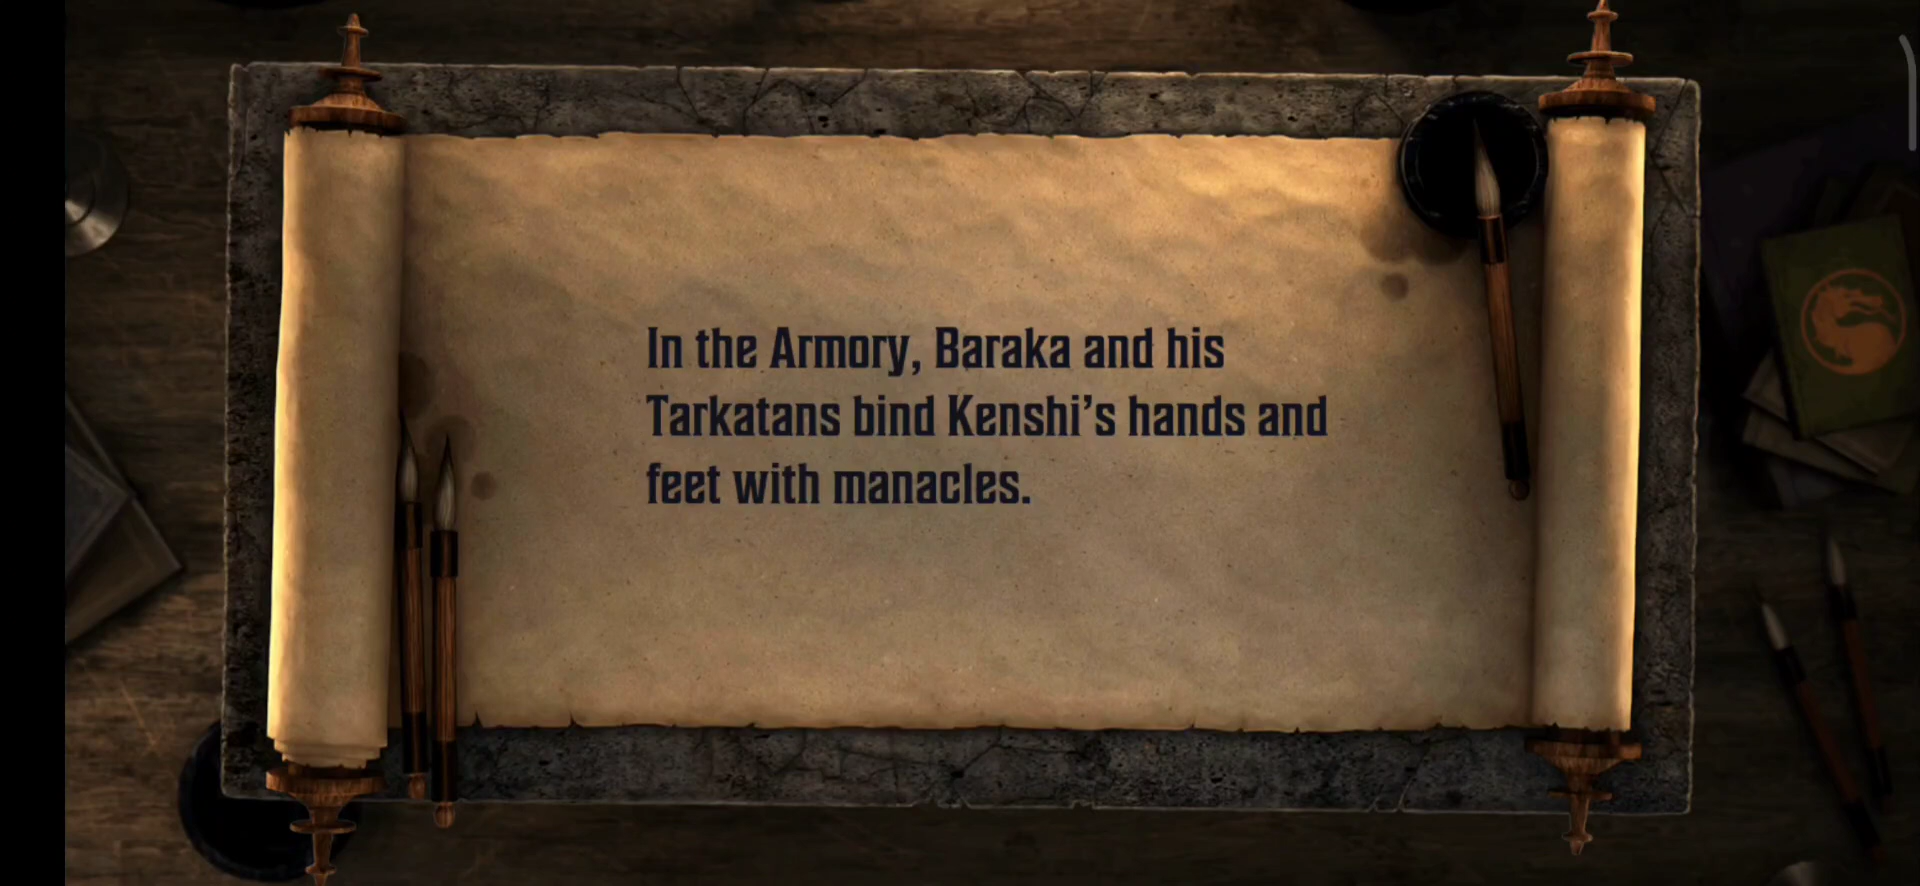 In the Armory, Baraka and his
Tarkatans bind Kenshi’s hands and
feet with manacles.